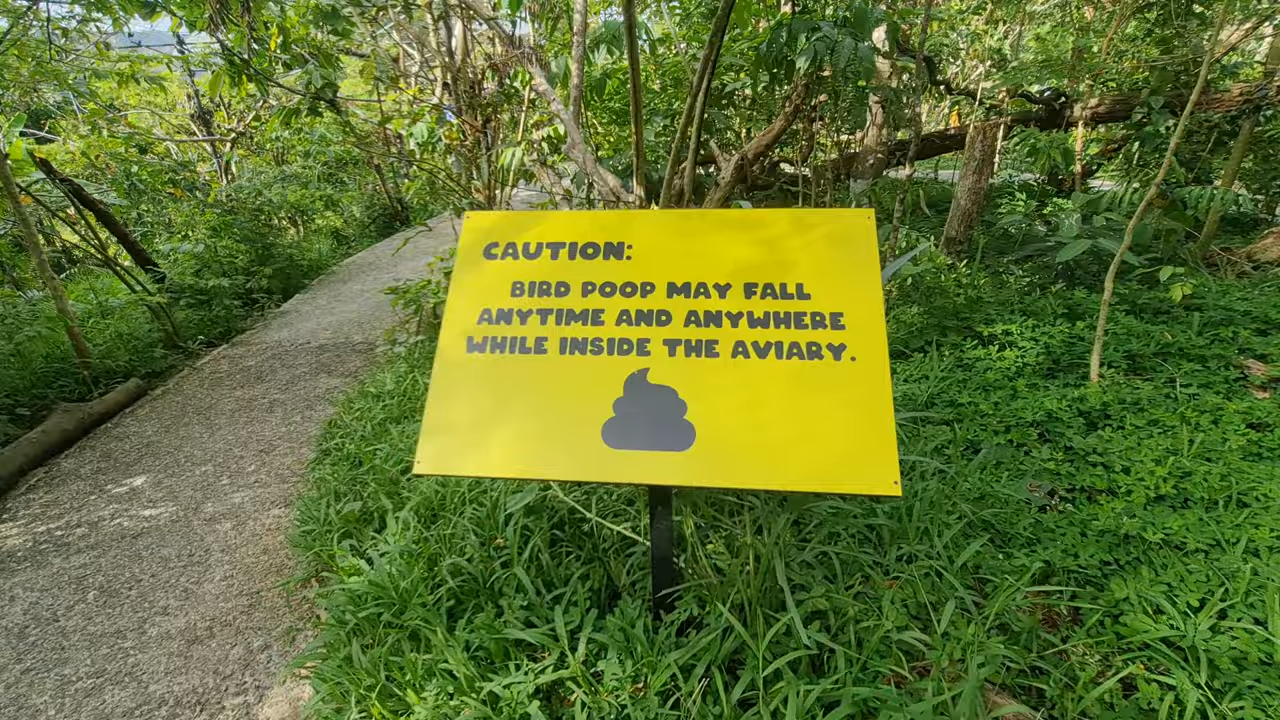 CAUTION:
BIRD POOP MAY FALL
ANYTIME AND ANYWHERE
WHILE INSIDE THE AVIARY.